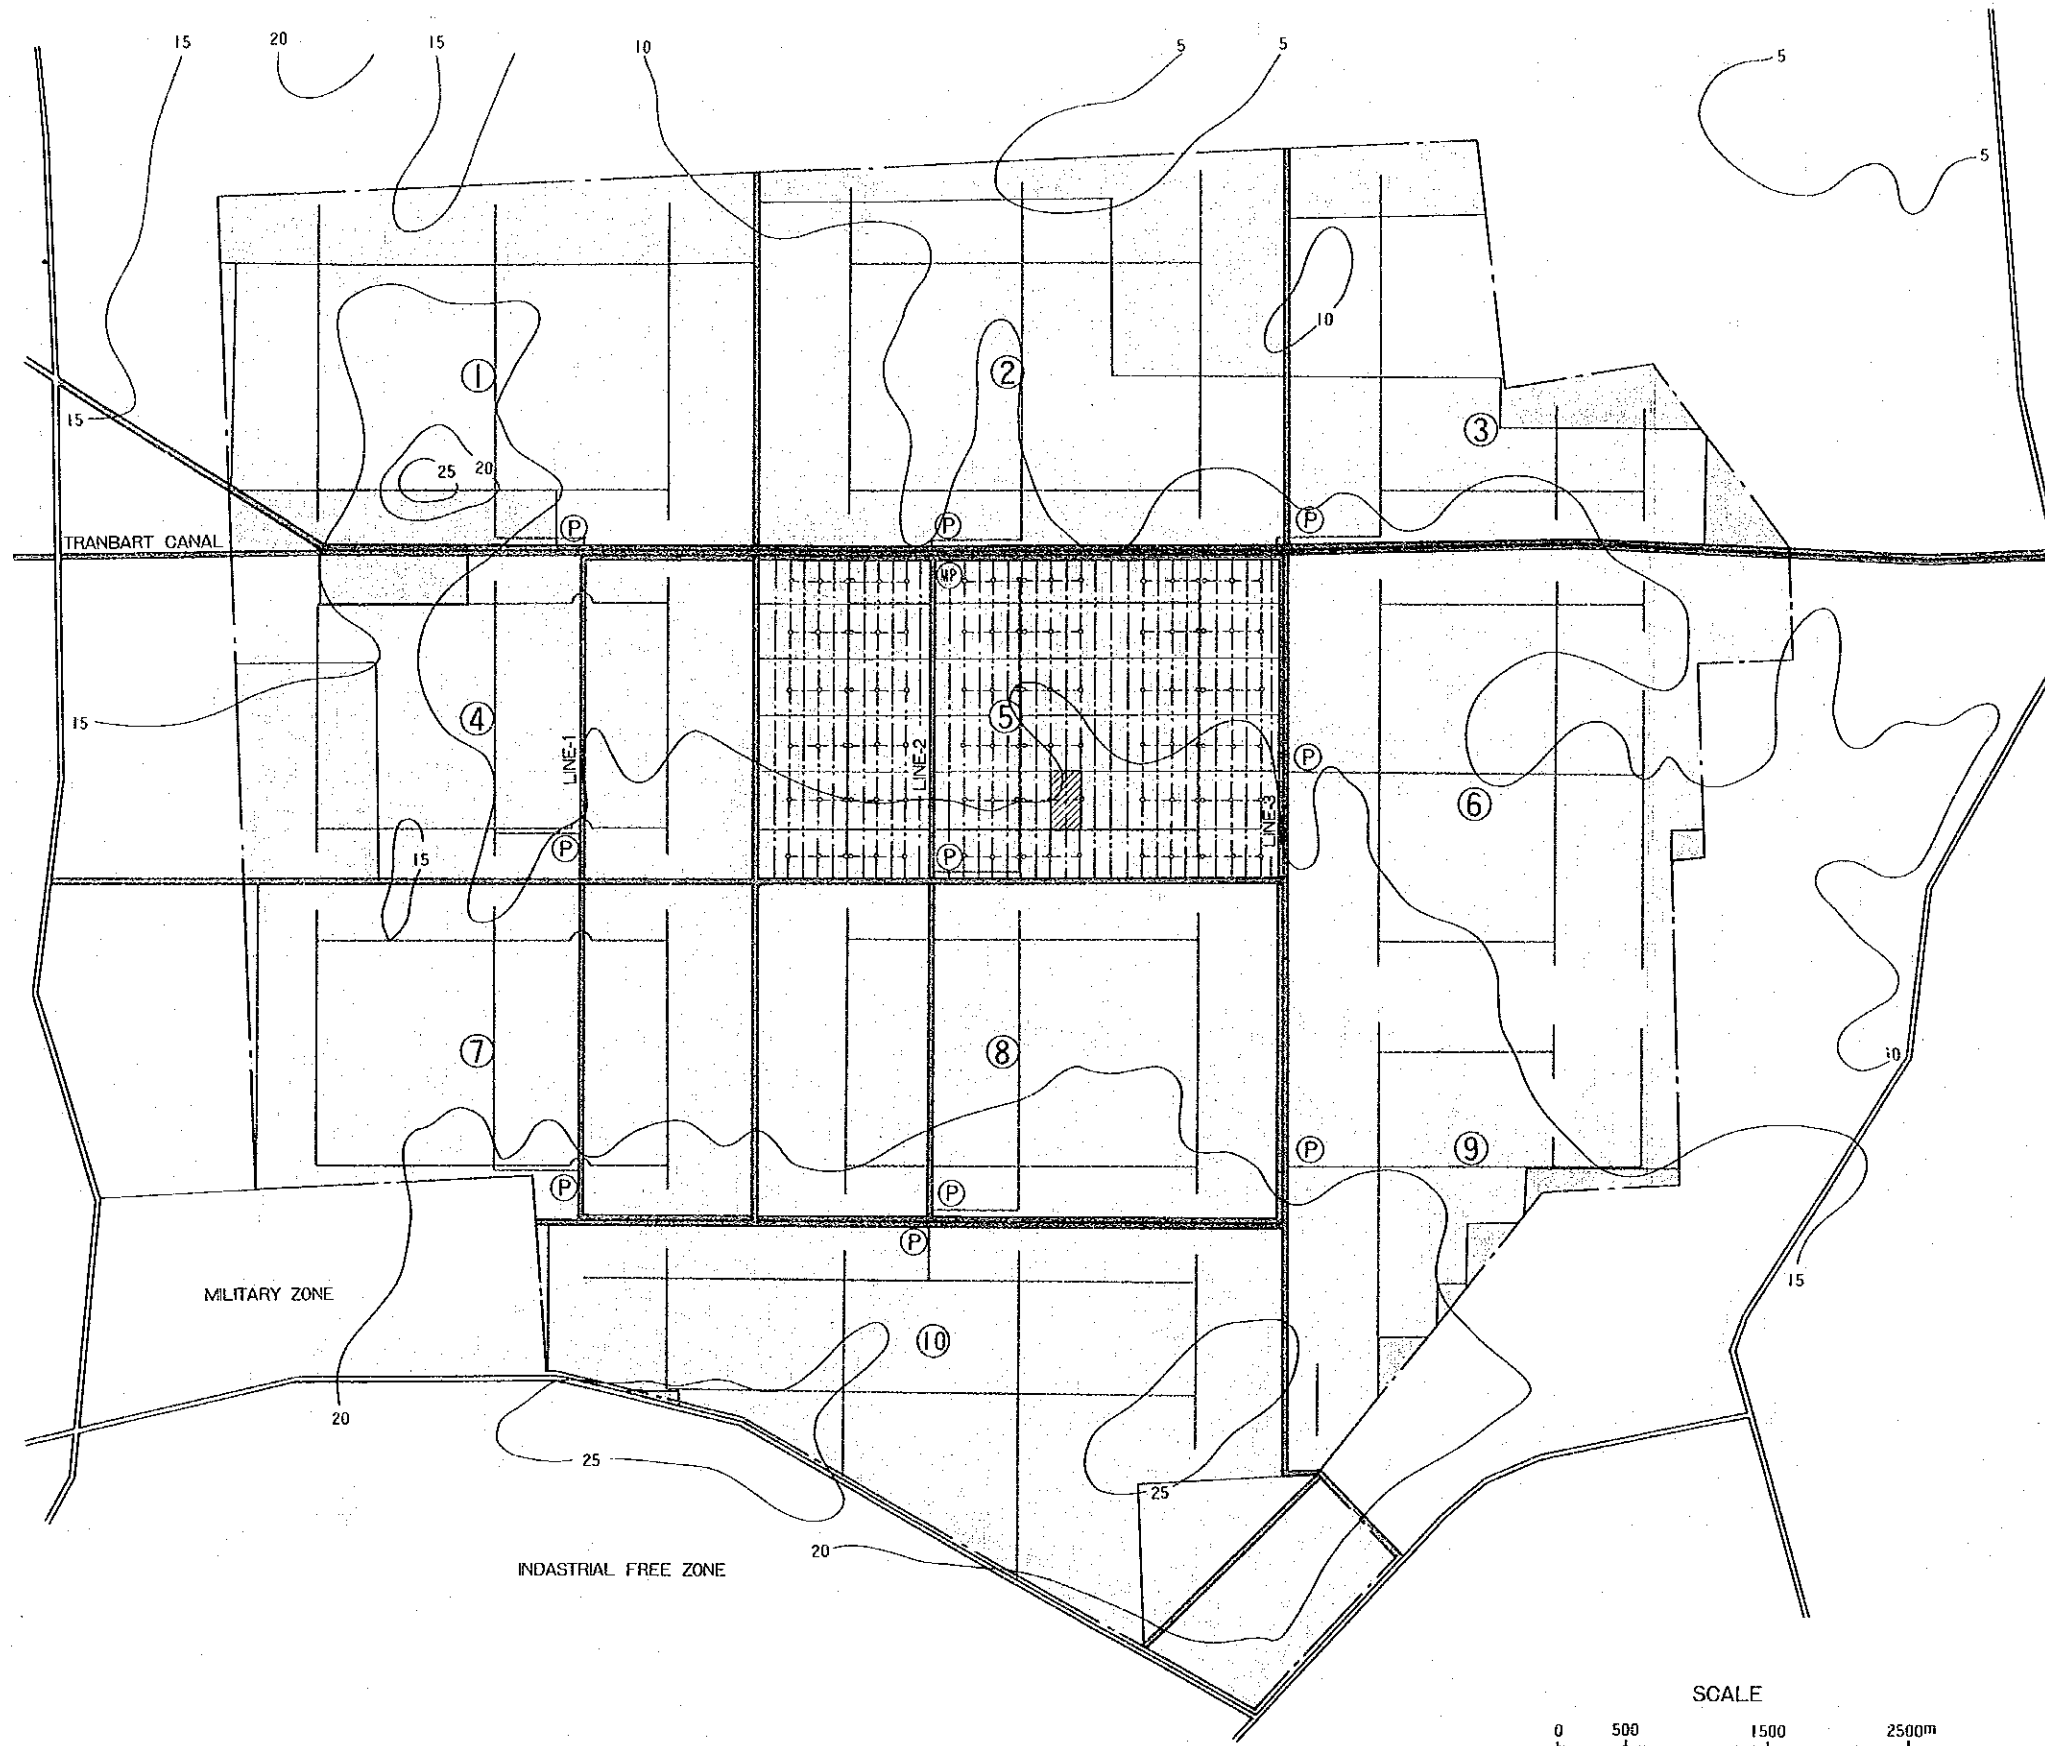 15 20 15 10 5 5 5
5
10
1
2
15
3
25 20
P P P
TRANBART CANAL
MP
15 4 LINE-1 LINE-2 5 P
6
LINE-3
15 P P
7 8 10
9
P P P
P
15
MILITARY ZONE
10
20
25 25
20
INDASTRIAL FREE ZONE
SCALE
0 500 1500 2500m